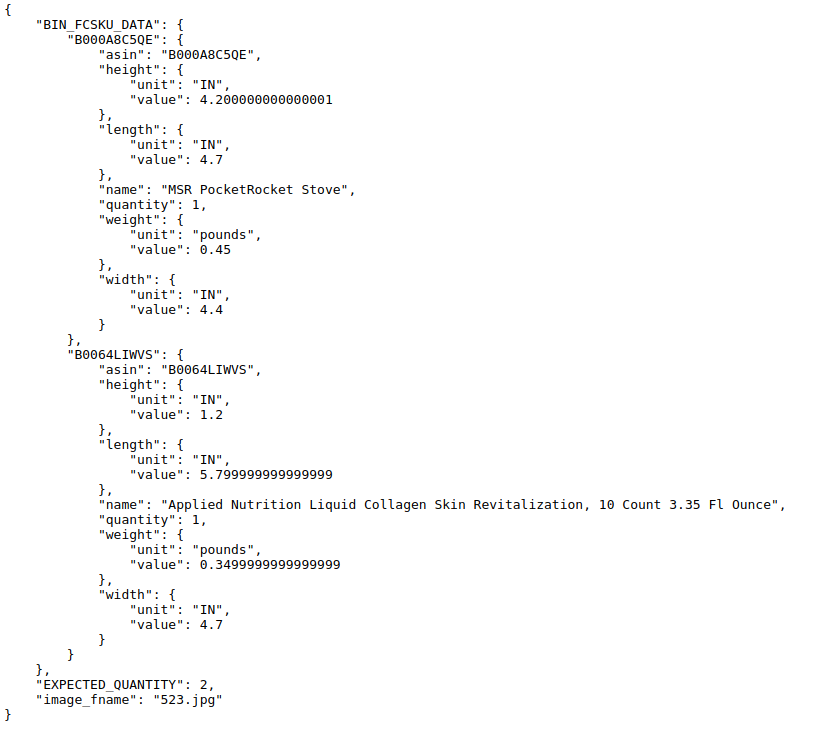 {
    "BIN_FCSKU_DATA": {
        "B000A8C5QE": {
            "asin": "B000A8C5QE",
            "height": {
                "unit": "IN",
                "value": 4.200000000000001
            },
            "length": {
                "unit": "IN",
                "value": 4.7
            },
            "name": "MSR PocketRocket Stove",
            "quantity": 1,
            "weight": {
                "unit": "pounds",
                "value": 0.45
            },
            "width": {
                "unit": "IN",
                "value": 4.4
            }
        },
        "B0064LIWVS": {
            "asin": "B0064LIWVS",
            "height": {
                "unit": "IN",
                "value": 1.2
            },
            "length": {
                "unit": "IN",
                "value": 5.799999999999999
            },
            "name": "Applied Nutrition Liquid Collagen Skin Revitalization, 10 Count 3.35 Fl Ounce",
            "quantity": 1,
            "weight": {
                "unit": "pounds",
                "value": 0.3499999999999999
            },
            "width": {
                "unit": "IN",
                "value": 4.7
            }
        }
    },
    "EXPECTED_QUANTITY": 2,
    "image_fname": "523.jpg"
}